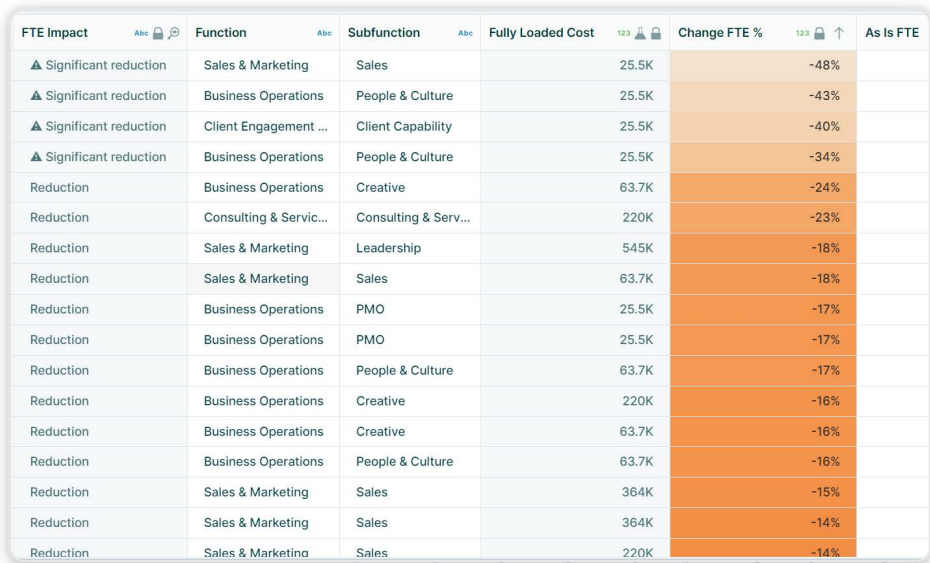 FTE Impact Abc Function Abc Subfunction Abc Fully Loaded Cost 123 Change FTE % 123 As Is FTE
Significant reduction Sales & Marketing Sales 25.5K -48%
Significant reduction Business Operations People & Culture 25.5K -43%
Significant reduction Client Engagement ... Client Capability 25.5K -40%
Significant reduction Business Operations People & Culture 25.5K -34%
Reduction Business Operations Creative 63.7K -24%
Reduction Consulting & Servic... Consulting & Serv... 220K -23%
Reduction Sales & Marketing Leadership 545K -18%
Reduction Sales & Marketing Sales 63.7K -18%
Reduction Business Operations PMO 25.5K -17%
Reduction Business Operations PMO 25.5K -17%
Reduction Business Operations People & Culture 63.7K -17%
Reduction Business Operations Creative 220K -16%
Reduction Business Operations Creative 63.7K -16%
Reduction Business Operations People & Culture 63.7K -16%
Reduction Sales & Marketing Sales 364K -15%
Reduction Sales & Marketing Sales 364K -14%
Reduction Sales & Marketing Sales 220K -14%